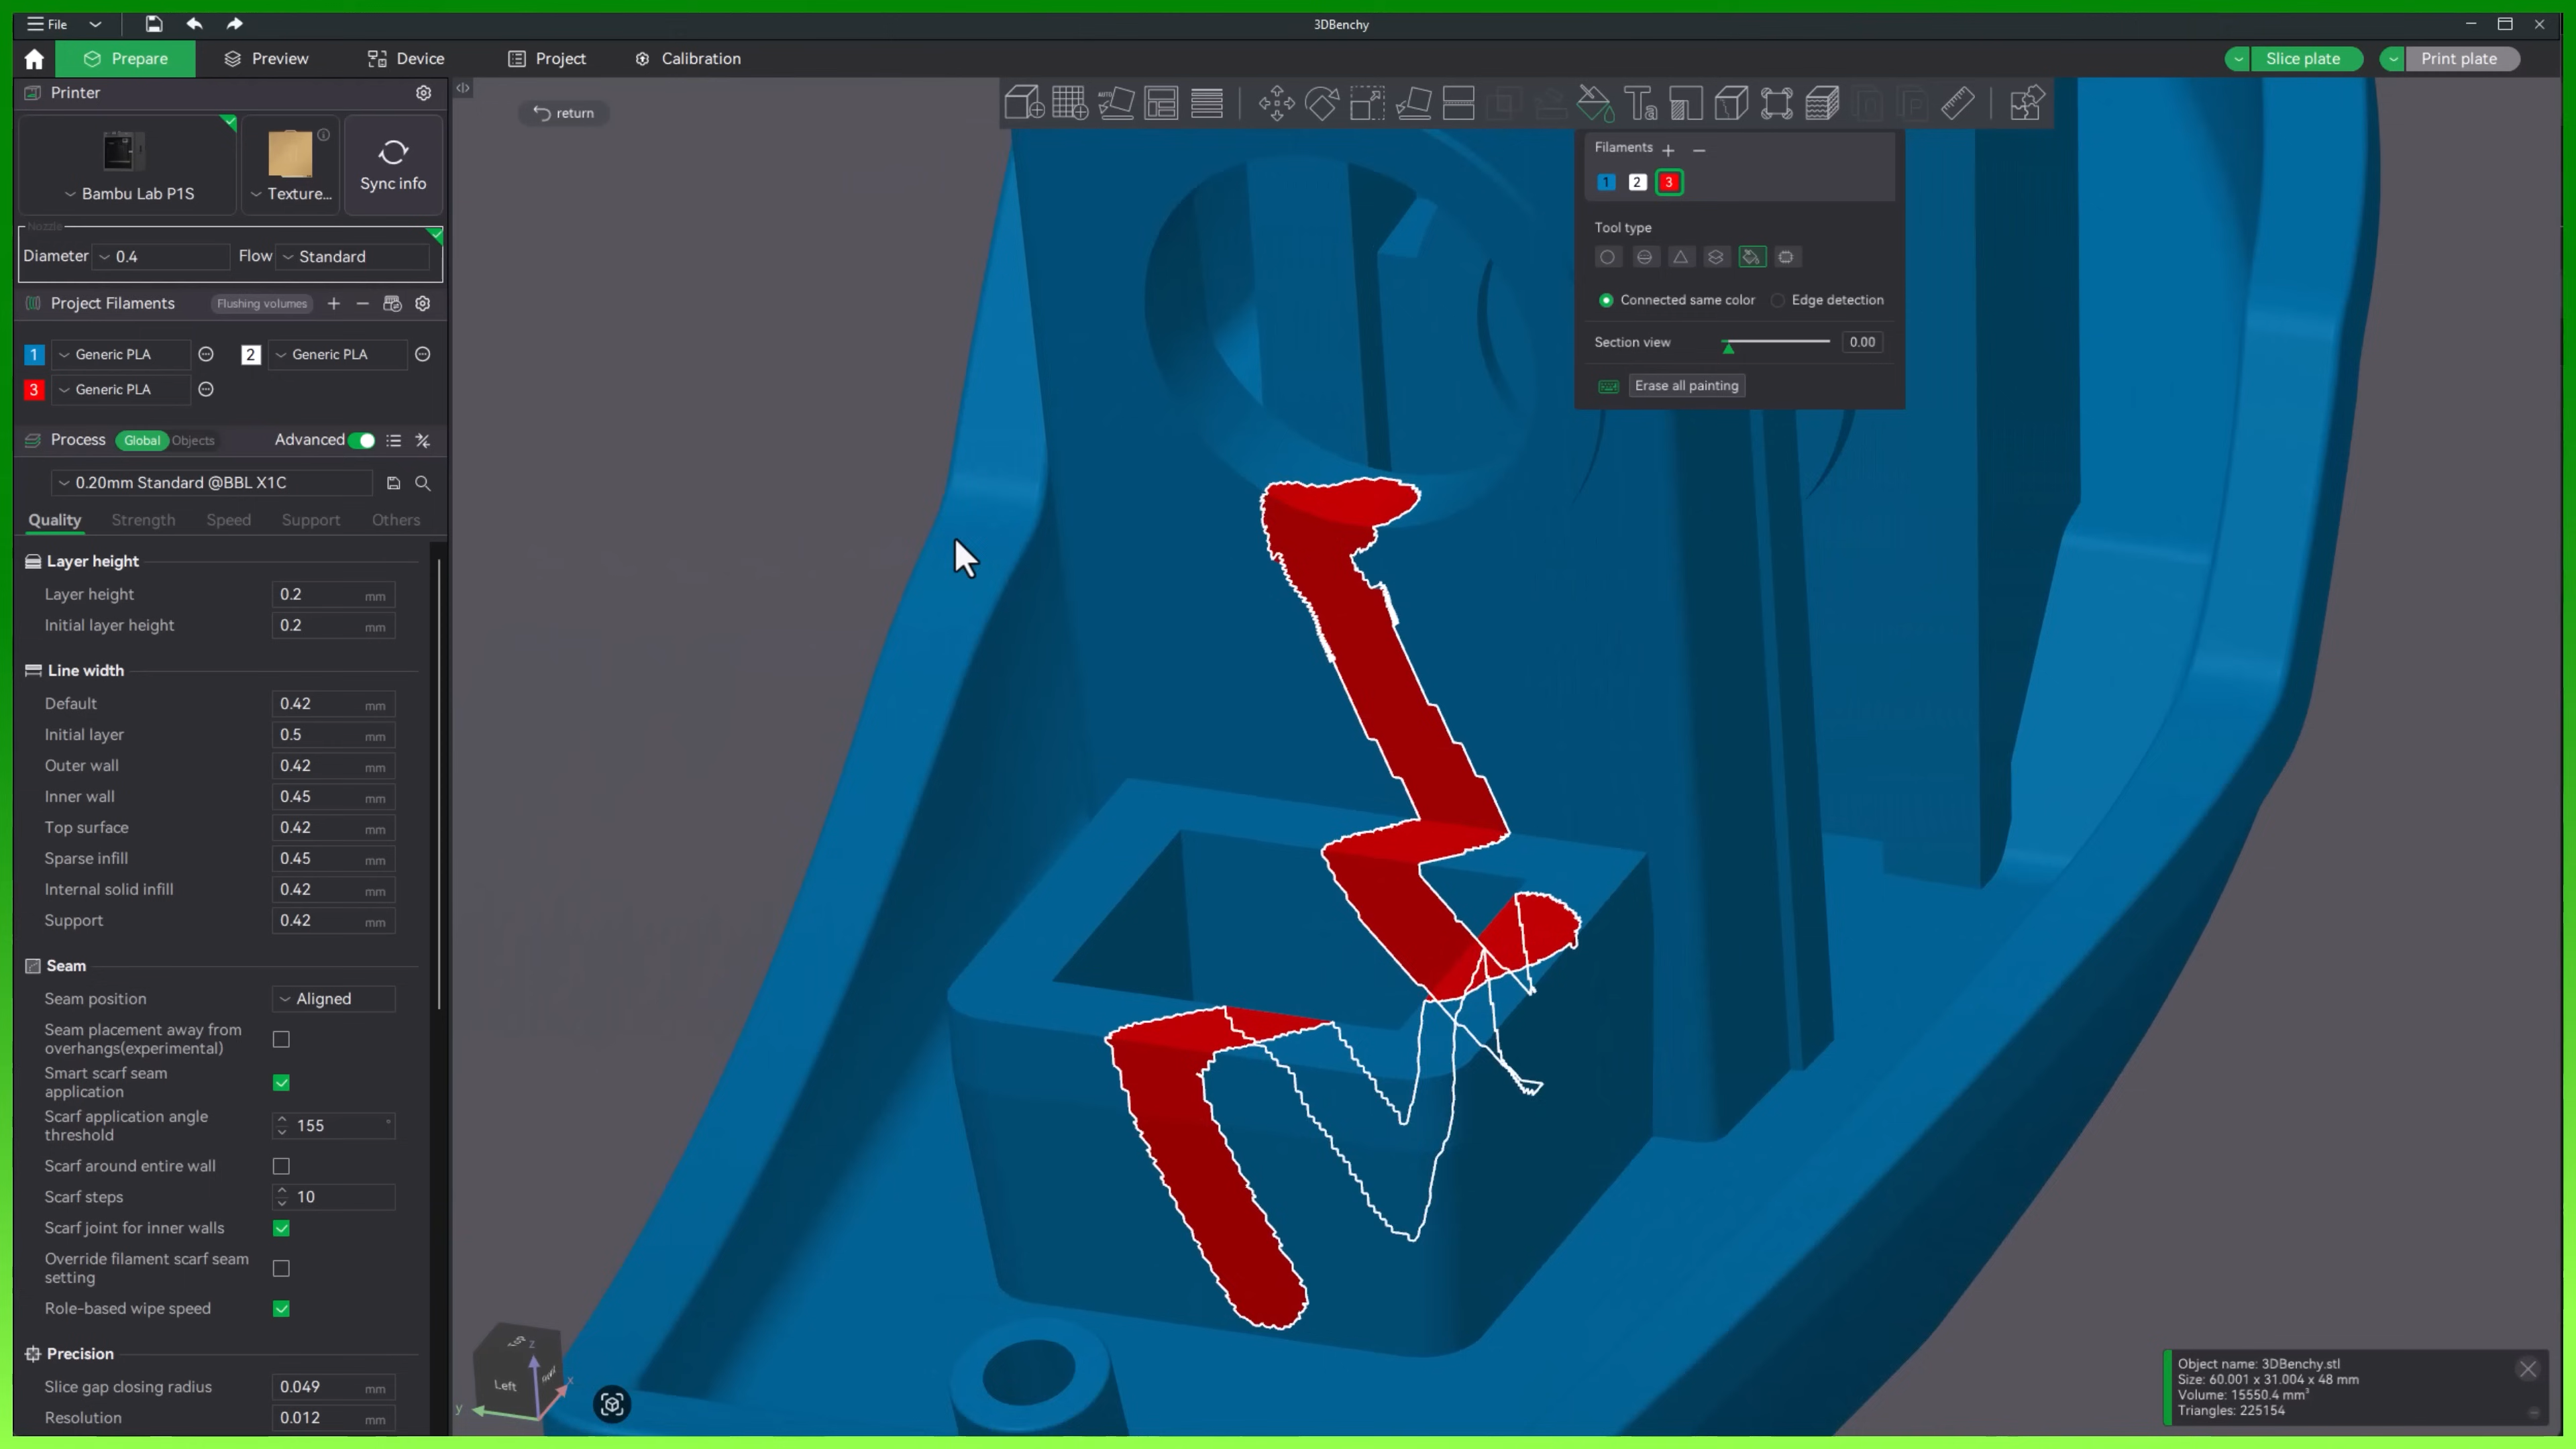 File
3DBenchy
Prepare
Preview
Device
Project
Calibration
Slice plate
Print plate
Printer
Bambu Lab P1S
Texture...
Sync info
Nozzle
Diameter
0.4
Flow
Standard
Project Filaments
Flushing volumes
1
Generic PLA
2
Generic PLA
3
Generic PLA
Process
Global
Objects
Advanced
0.20mm Standard @BBL X1C
Quality
Strength
Speed
Support
Others
Layer height
Layer height
0.2
mm
Initial layer height
0.2
mm
Line width
Default
0.42
mm
Initial layer
0.5
mm
Outer wall
0.42
mm
Inner wall
0.45
mm
Top surface
0.42
mm
Sparse infill
0.45
mm
Internal solid infill
0.42
mm
Support
0.42
mm
Seam
Seam position
Aligned
Seam placement away from
overhangs(experimental)
Smart scarf seam
application
Scarf application angle
threshold
155
°
Scarf around entire wall
Scarf steps
10
Scarf joint for inner walls
Override filament scarf seam
setting
Role-based wipe speed
Precision
Slice gap closing radius
0.049
mm
Resolution
0.012
mm
return
AUTO
Ta
Filaments
1
2
3
Tool type
Connected same color
Edge detection
Section view
0.00
Erase all painting
z
Left
x
y
Object name: 3DBenchy.stl
Size: 60.001 x 31.004 x 48 mm
Volume: 15550.4 mm³
Triangles: 225154